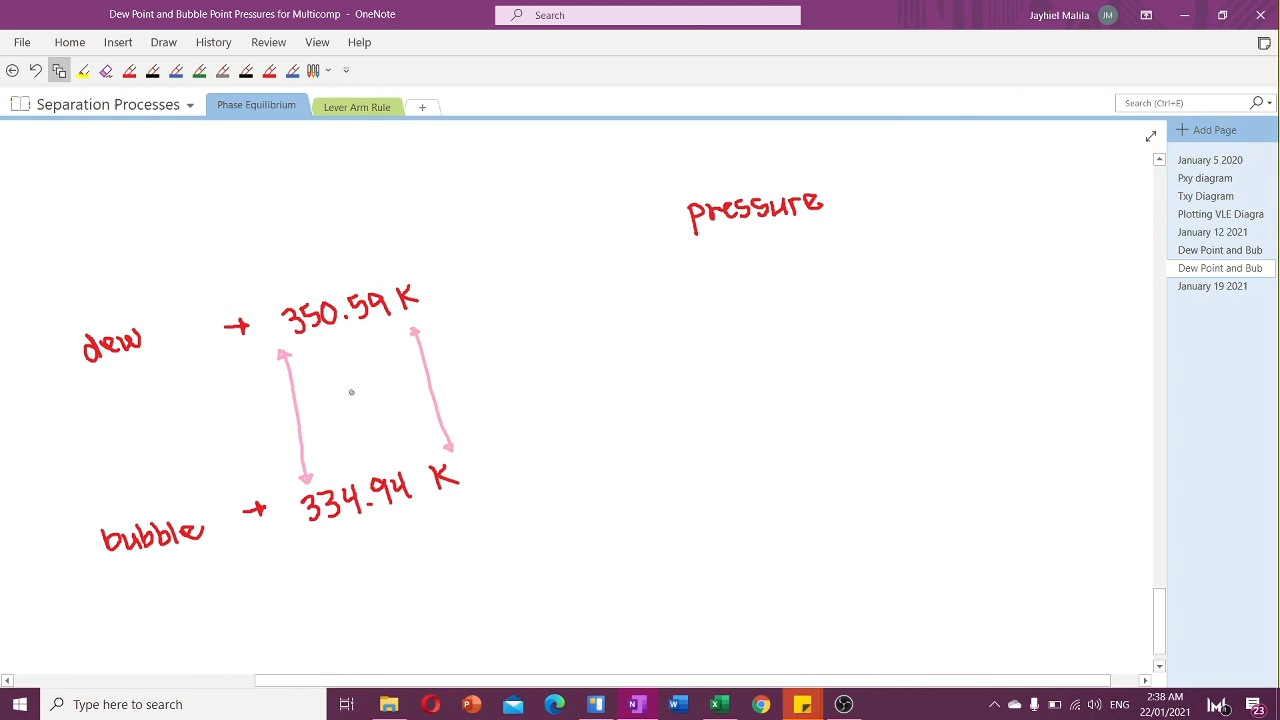 Dew Point and Bubble Point Pressures for Multicomp - OneNote
Search
Jayhiel Malila
JM
File Home Insert Draw History Review View Help
Separation Processes
Phase Equilibrium
Lever Arm Rule
Search (Ctrl+E)
Add Page
January 5 2020
Pxy diagram
Txy Diagram
Plotting VLE Diagra
January 12 2021
Dew Point and Bub
Dew Point and Bub
January 19 2021
pressure
dew → 350.59 K
bubble → 334.94 K
Type here to search
ENG
2:38 AM
22/01/2021
23